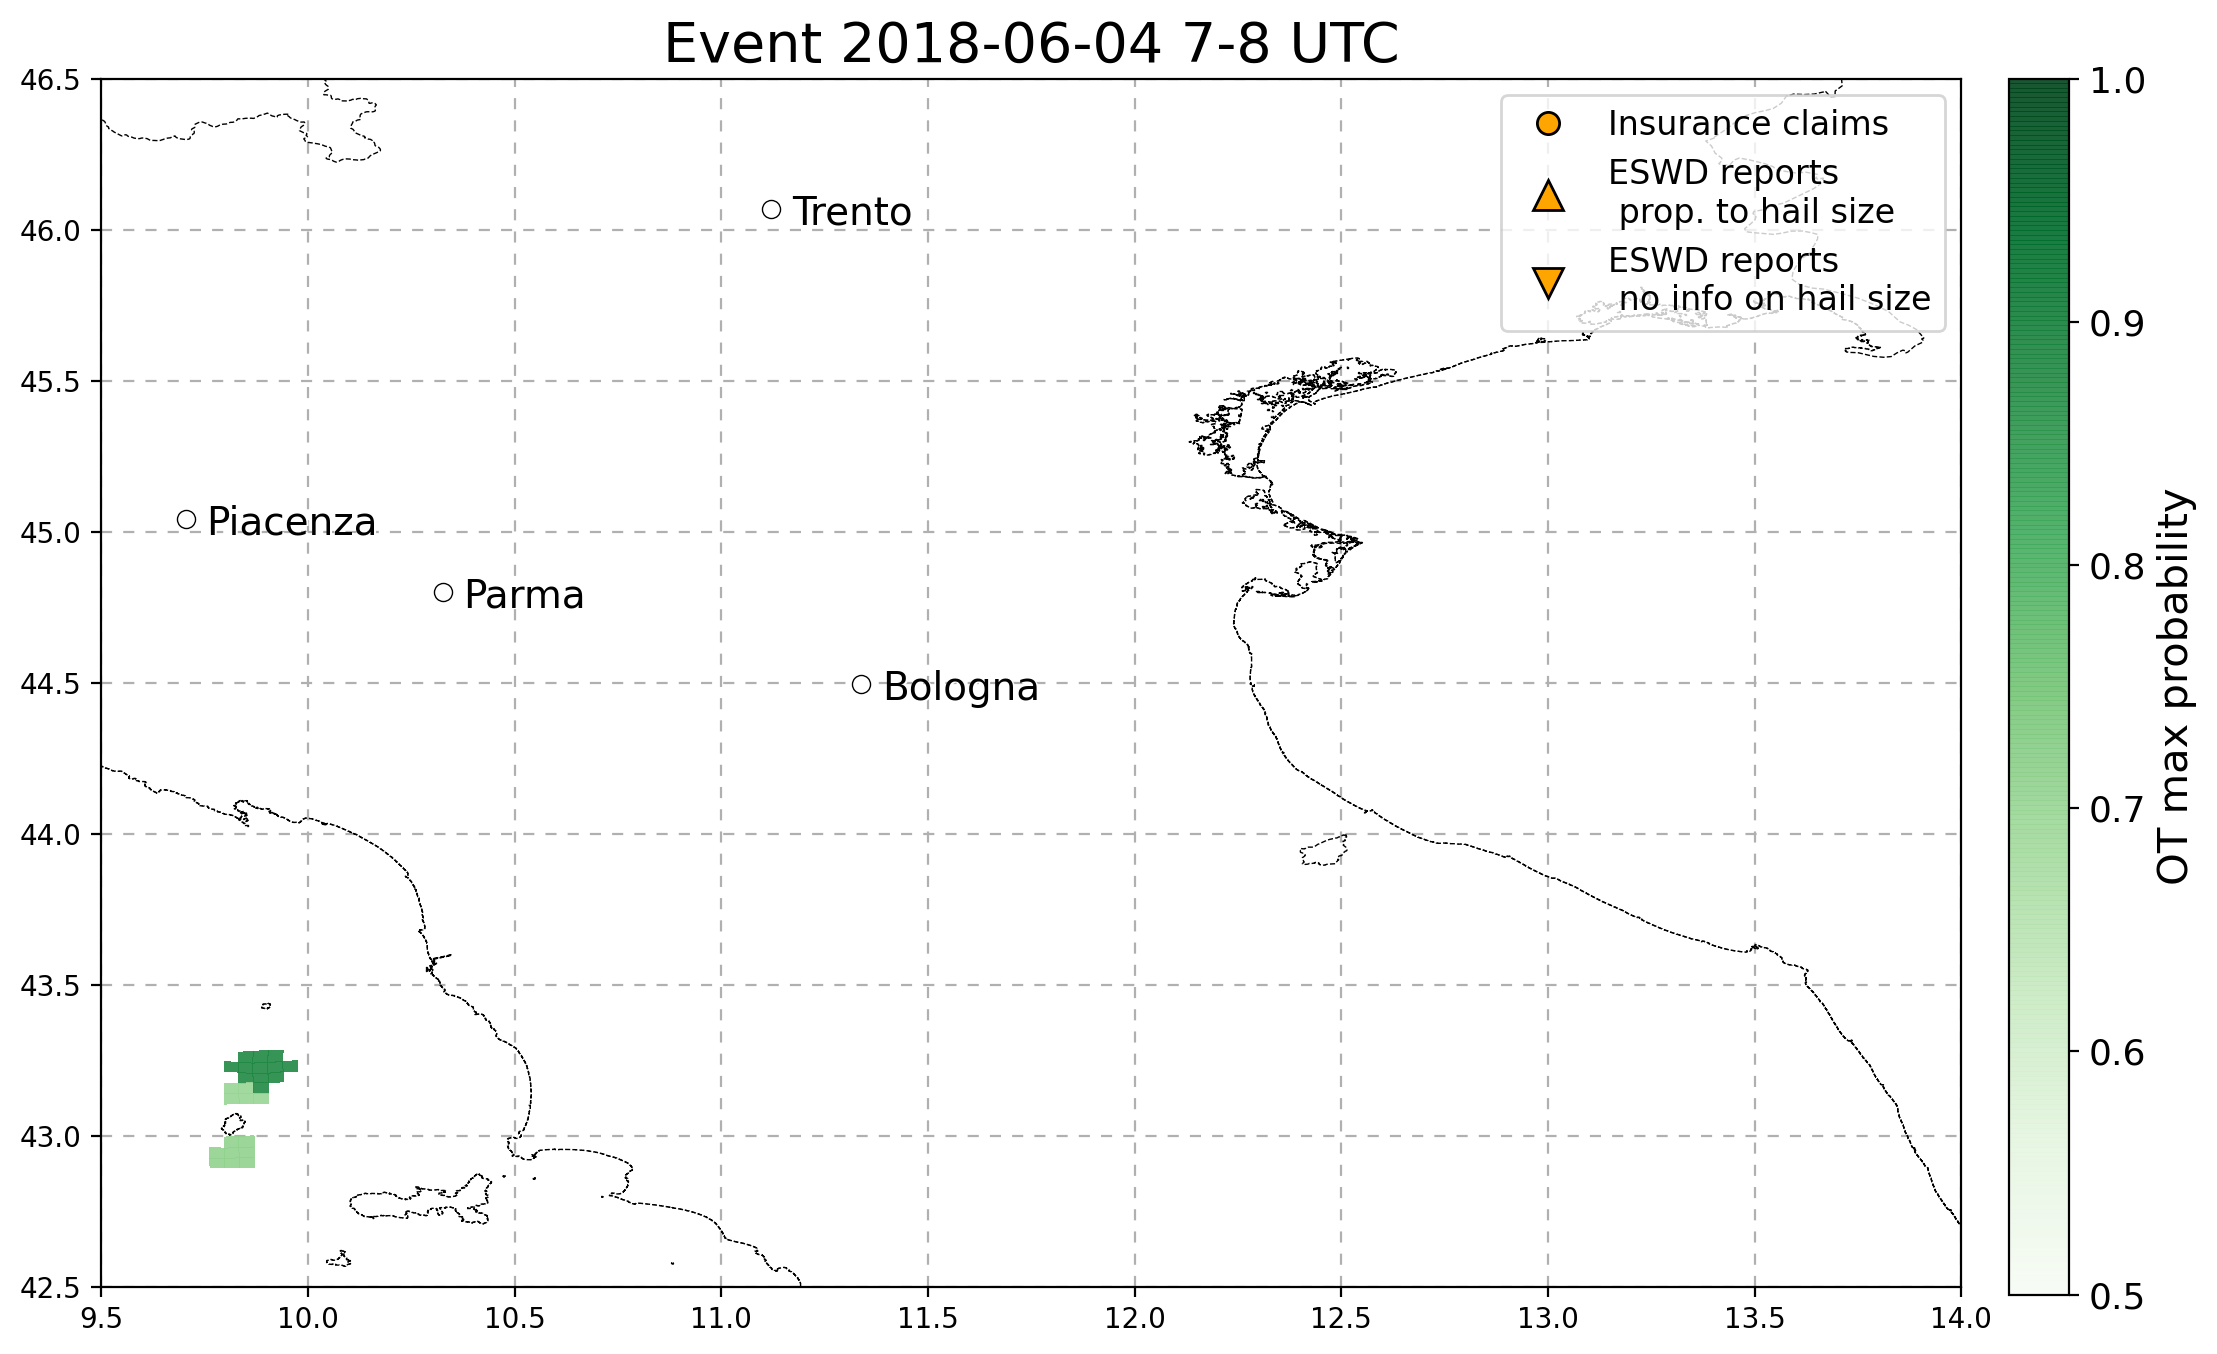 Event 2018-06-04 7-8 UTC
46.5
46.0
45.5
45.0
44.5
44.0
43.5
43.0
42.5
9.5 10.0 10.5 11.0 11.5 12.0 12.5 13.0 13.5 14.0
Trento
Piacenza
Parma
Bologna
Insurance claims
ESWD reports
prop. to hail size
ESWD reports
no info on hail size
1.0
0.9
0.8
0.7
0.6
0.5
OT max probability